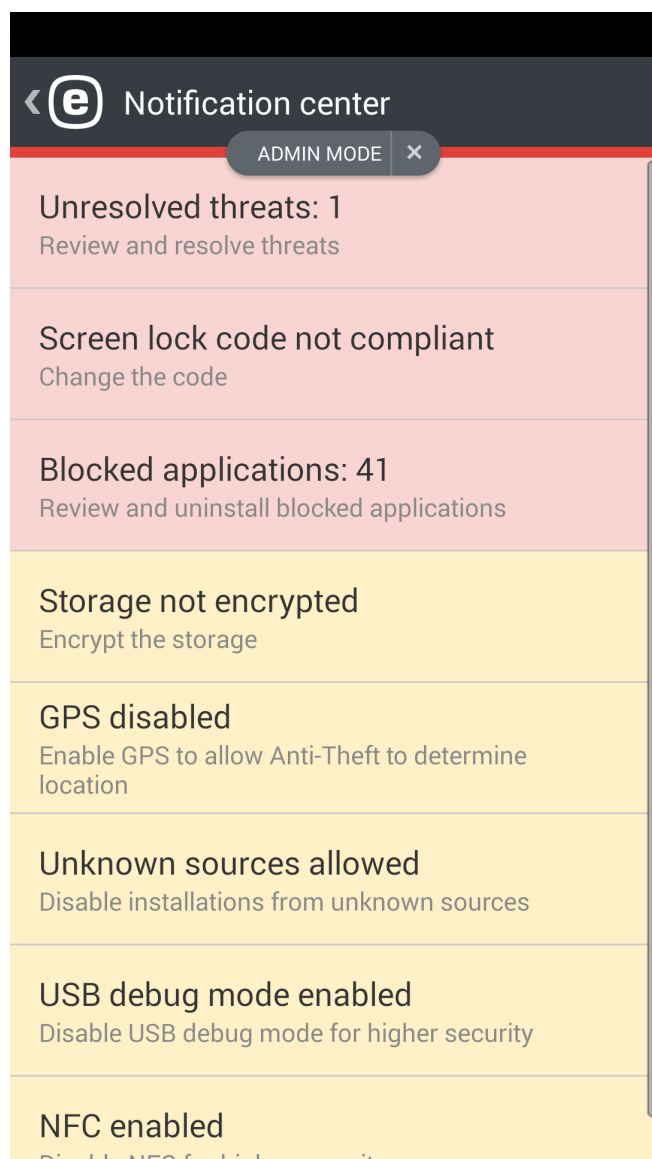 e Notification center
ADMIN MODE ×
Unresolved threats: 1
Review and resolve threats
Screen lock code not compliant
Change the code
Blocked applications: 41
Review and uninstall blocked applications
Storage not encrypted
Encrypt the storage
GPS disabled
Enable GPS to allow Anti-Theft to determine
location
Unknown sources allowed
Disable installations from unknown sources
USB debug mode enabled
Disable USB debug mode for higher security
NFC enabled